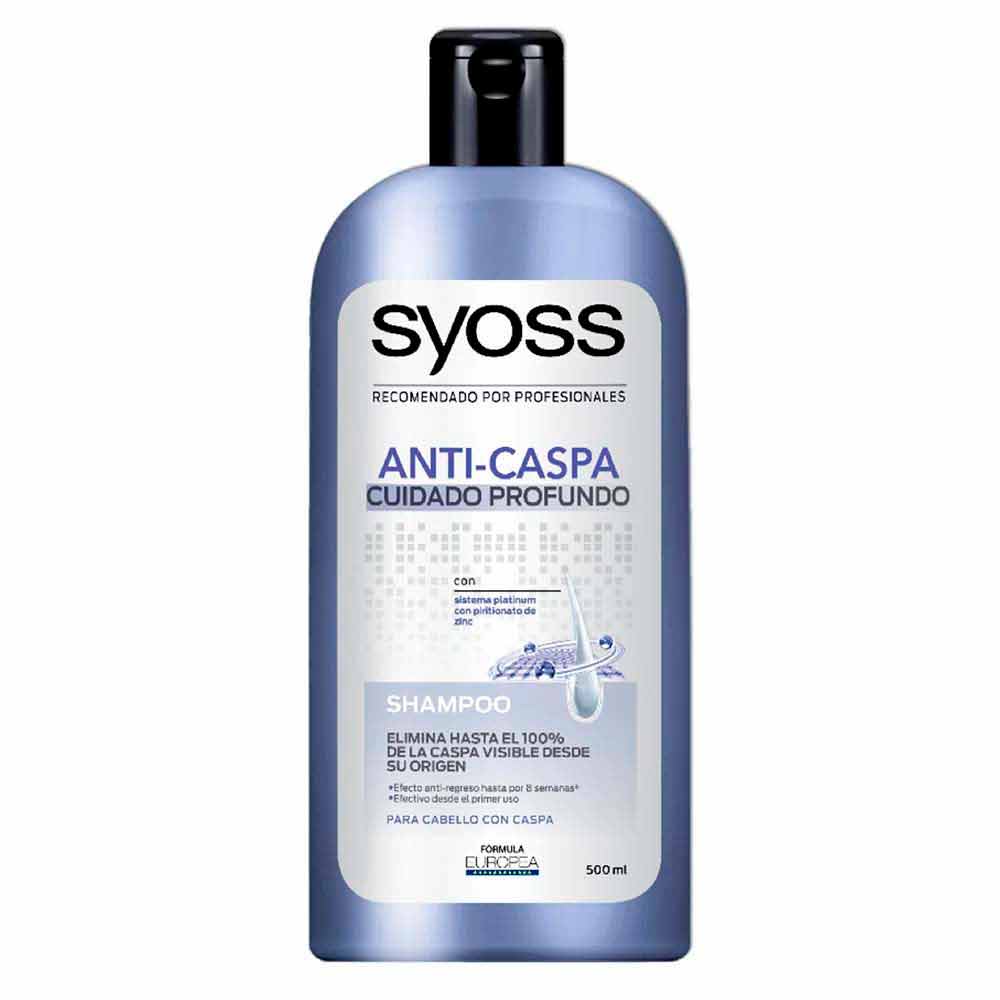 syoss
RECOMENDADO POR PROFESIONALES
ANTI-CASPA
CUIDADO PROFUNDO
con
sistema platinum
con piritionato de
zinc
SHAMPOO
ELIMINA HASTA EL 100%
DE LA CASPA VISIBLE DESDE
SU ORIGEN
*Efecto anti-regreso hasta por 8 semanas*
*Efectivo desde el primer uso
PARA CABELLO CON CASPA
FÓRMULA
EUROPEA
500 ml